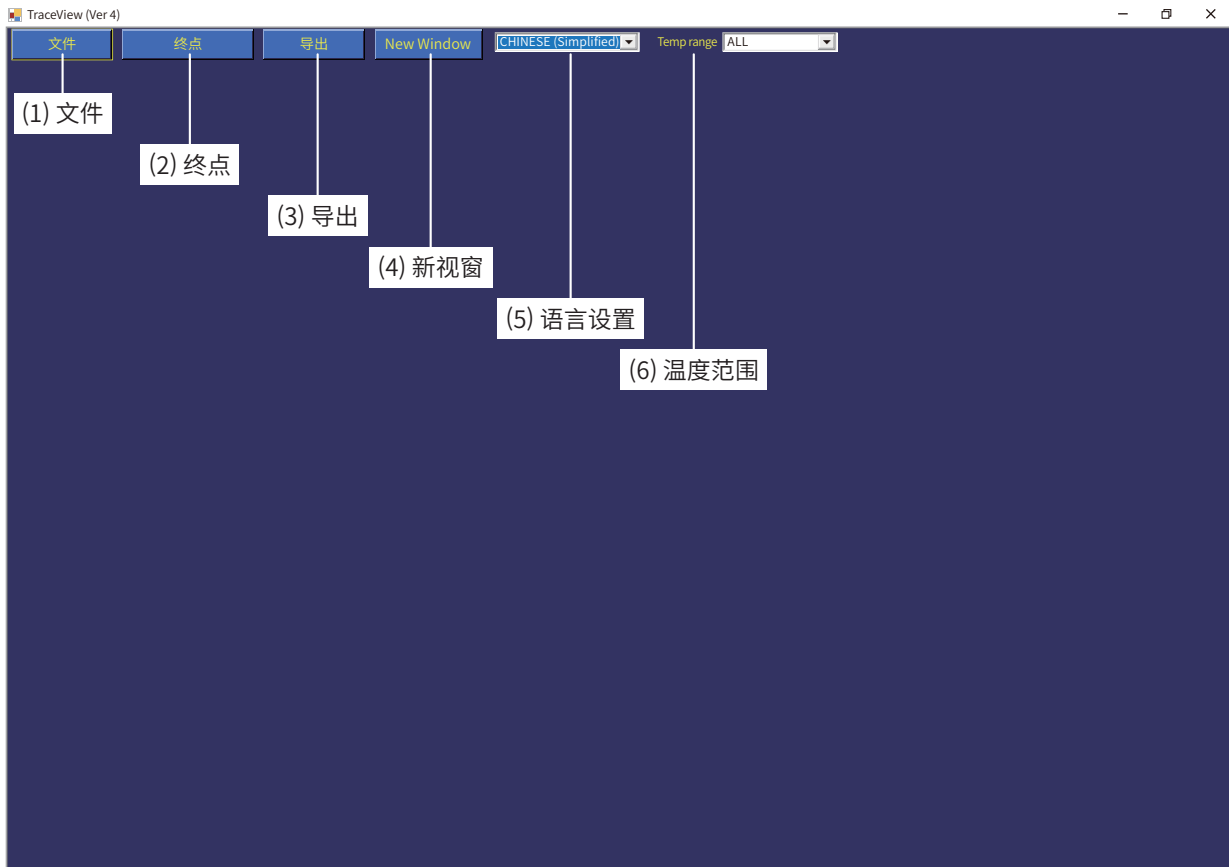 TraceView (Ver 4)
文件
终点
导出
New Window
CHINESE (Simplified)
Temp range
ALL
(1) 文件
(2) 终点
(3) 导出
(4) 新视窗
(5) 语言设置
(6) 温度范围